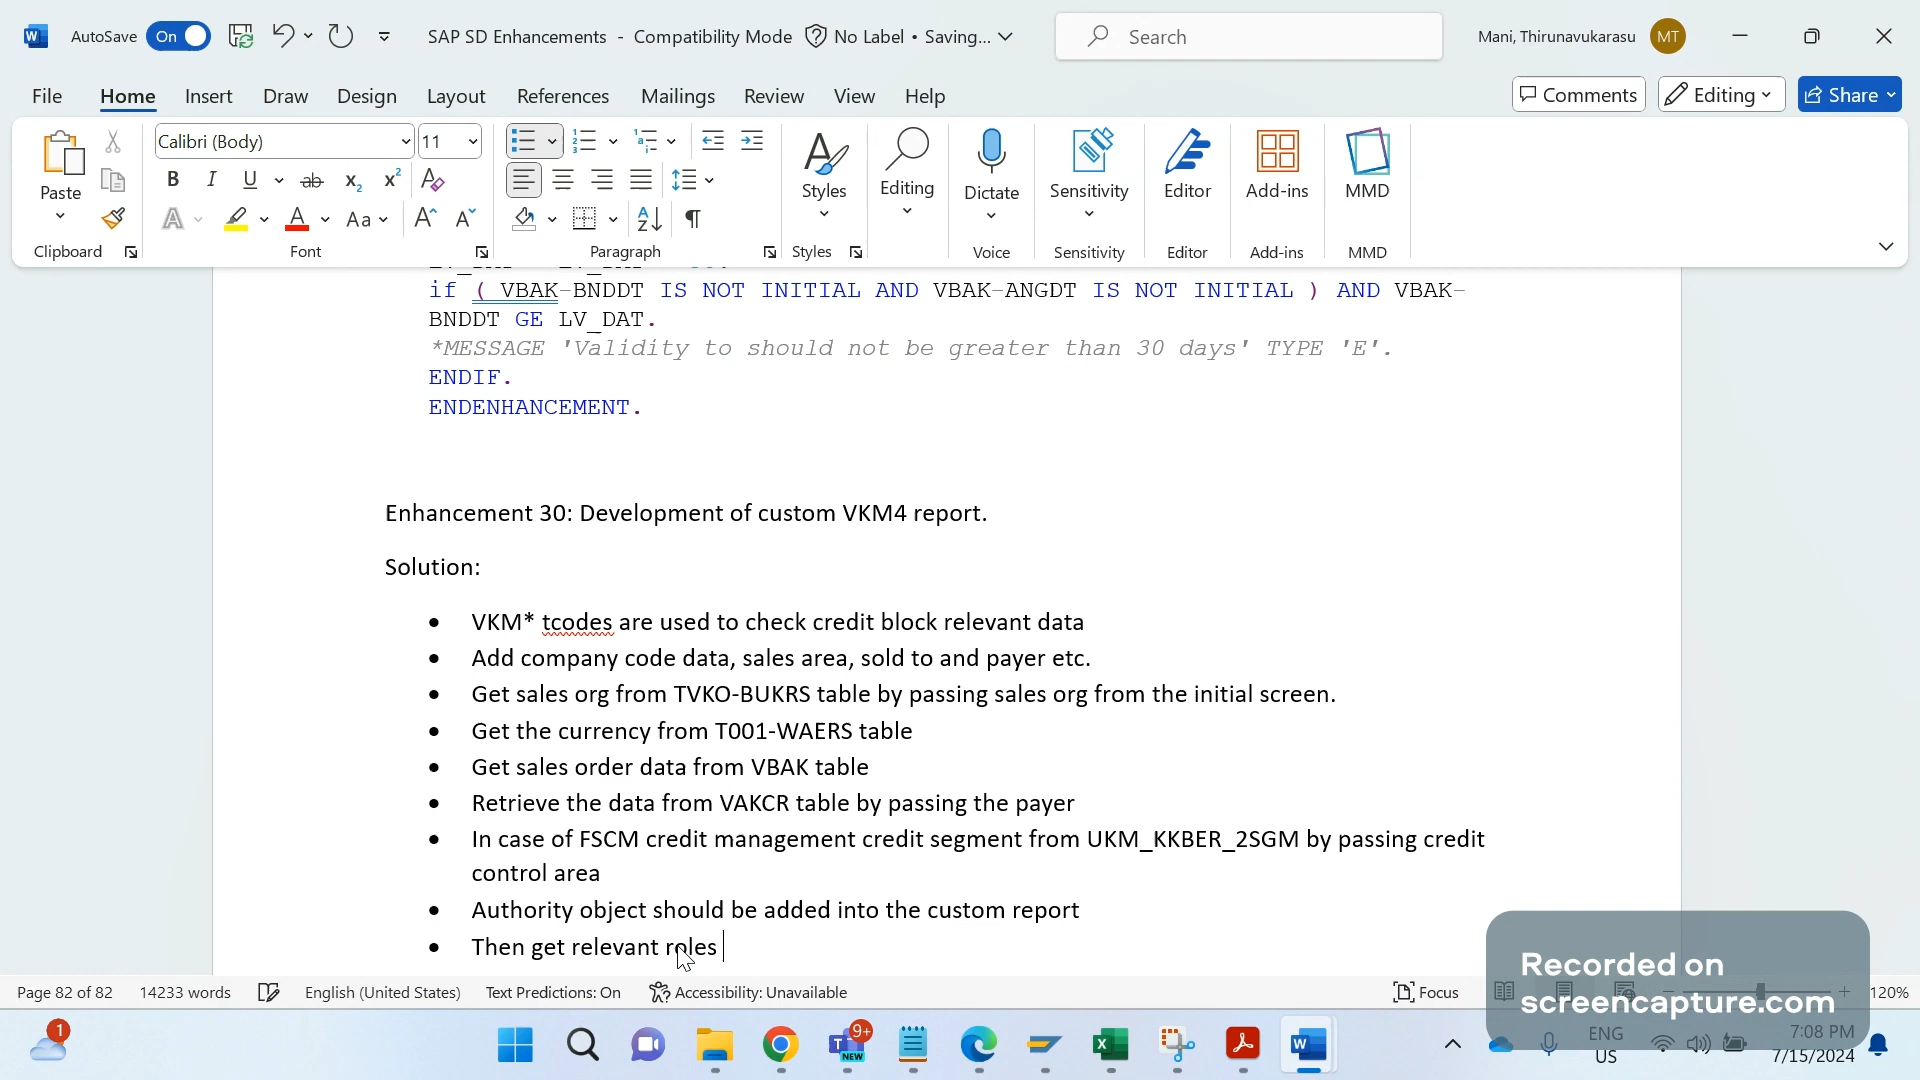 AutoSave On SAP SD Enhancements - Compatibility Mode No Label • Saving... Search Mani, Thirunavukarasu MT
File Home Insert Draw Design Layout References Mailings Review View Help Comments Editing Share
Calibri (Body) 11
Paste Styles Editing Dictate Sensitivity Editor Add-ins MMD
Clipboard Font Paragraph Styles Voice Sensitivity Editor Add-ins MMD
if ( VBAK-BNDDT IS NOT INITIAL AND VBAK-ANGDT IS NOT INITIAL ) AND VBAK-
BNDDT GE LV_DAT.
*MESSAGE 'Validity to should not be greater than 30 days' TYPE 'E'.
ENDIF.
ENDENHANCEMENT.
Enhancement 30: Development of custom VKM4 report.
Solution:
• VKM* tcodes are used to check credit block relevant data
• Add company code data, sales area, sold to and payer etc.
• Get sales org from TVKO-BUKRS table by passing sales org from the initial screen.
• Get the currency from T001-WAERS table
• Get sales order data from VBAK table
• Retrieve the data from VAKCR table by passing the payer
• In case of FSCM credit management credit segment from UKM_KKBER_2SGM by passing credit
control area
• Authority object should be added into the custom report
• Then get relevant roles
Recorded on
screencapture.com
Page 82 of 82 14233 words English (United States) Text Predictions: On Accessibility: Unavailable Focus 120%
1 9+ NEW ENG
US 7:08 PM
7/15/2024